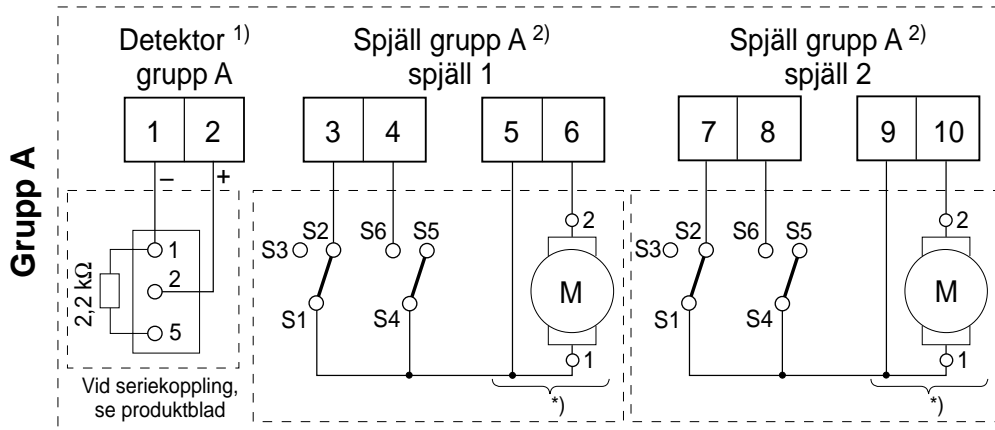 Grupp A
Detektor 1)
grupp A
1 2
– +
1
2
5
2,2 kΩ
Vid seriekoppling,
se produktblad
Spjäll grupp A 2)
spjäll 1
3 4 5 6
S3 S2 S6 S5 2
M
S1 S4 1
*)
Spjäll grupp A 2)
spjäll 2
7 8 9 10
S3 S2 S6 S5 2
M
S1 S4 1
*)